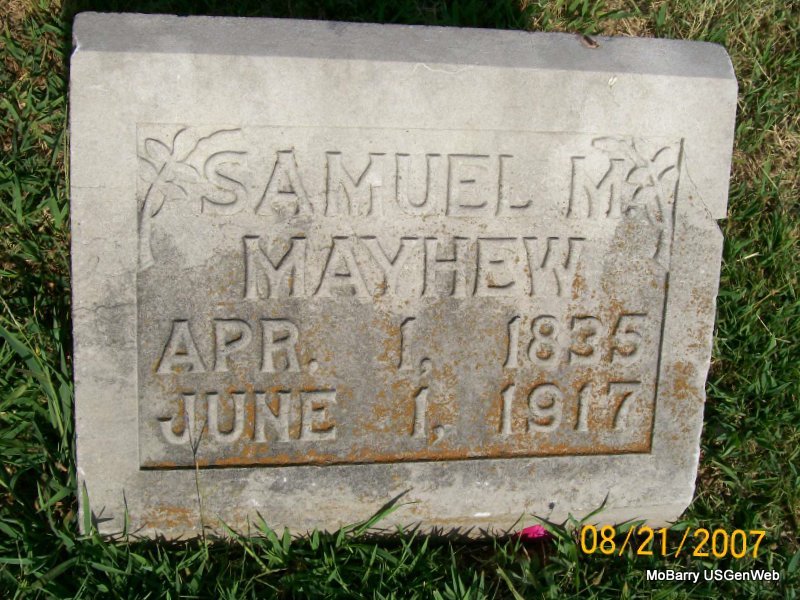 SAMUEL M
MAYHEW
APR. 1, 1835
JUNE 1, 1917
08/21/2007
MoBarry USGenWeb